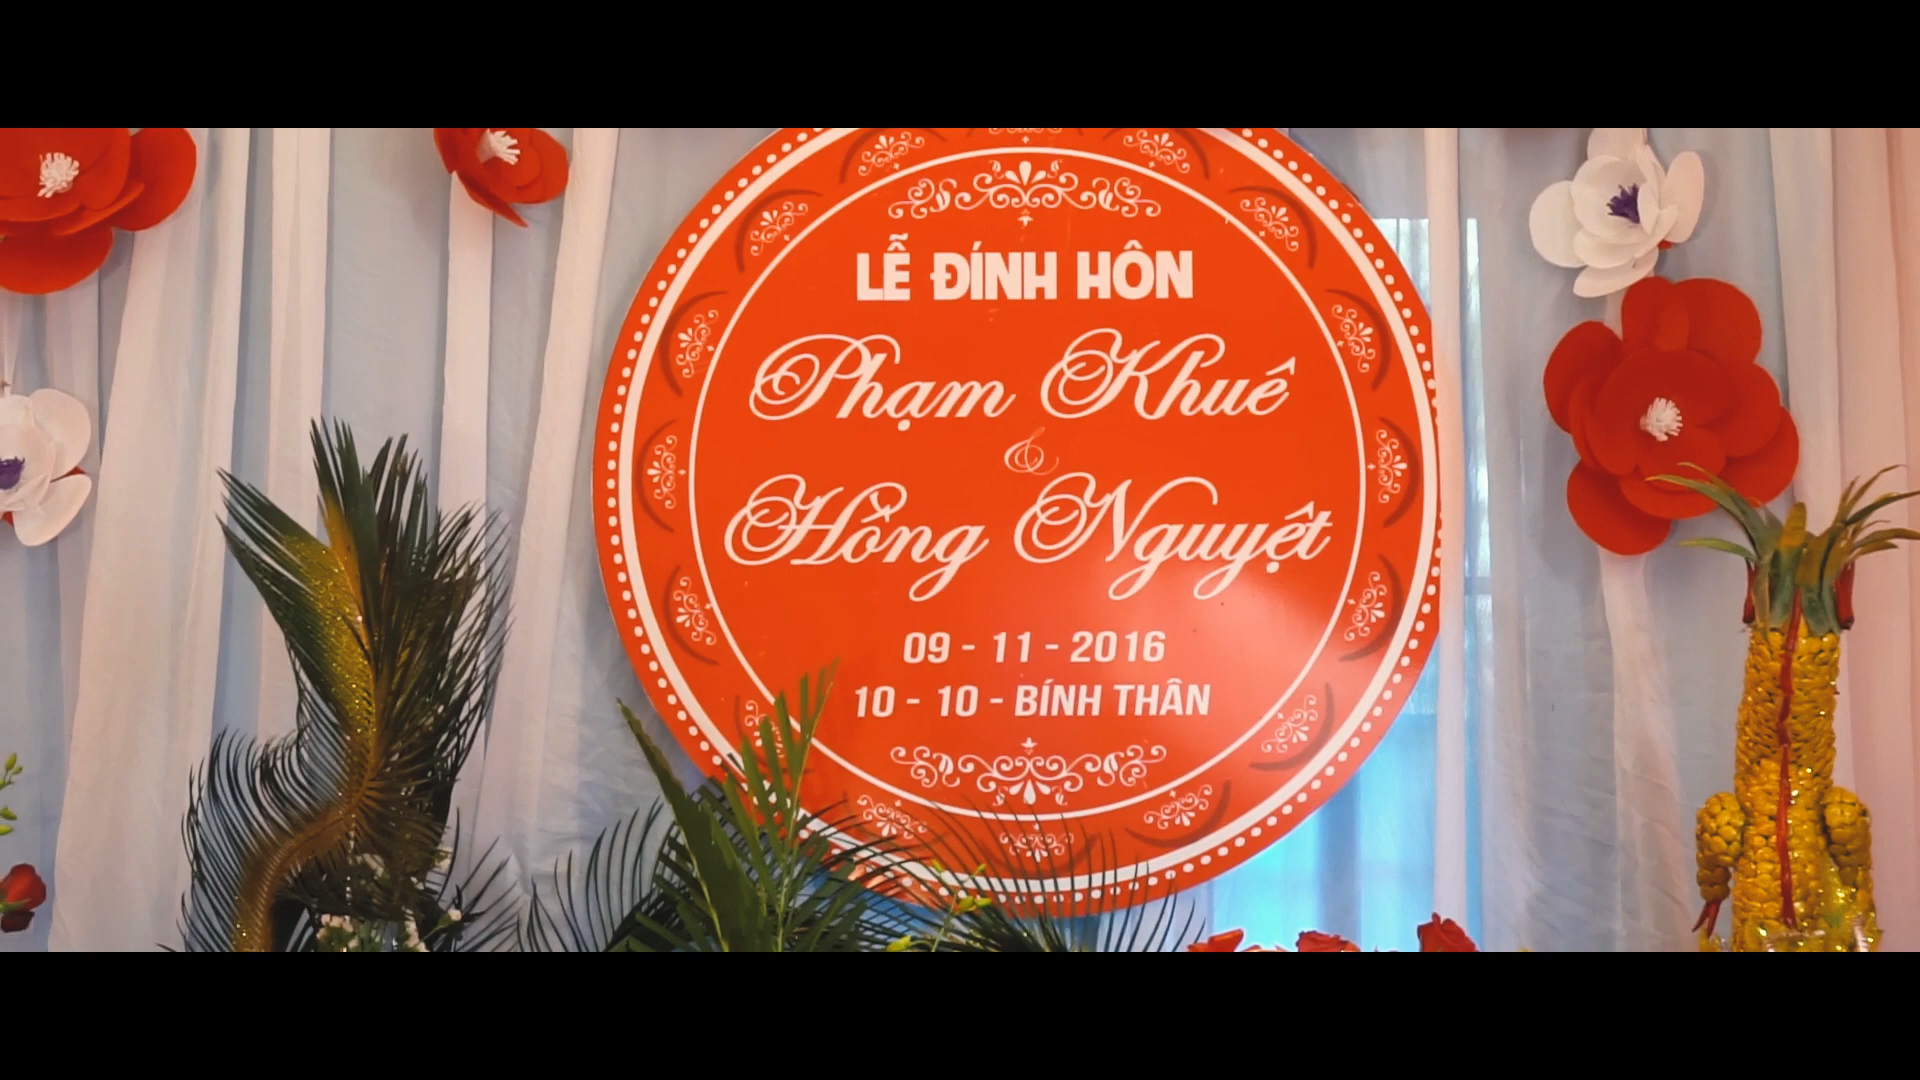 LỄ ĐÍNH HÔN
Phạm Khuê
&
Hồng Nguyệt
09 - 11 - 2016
10 - 10 - BÍNH THÂN